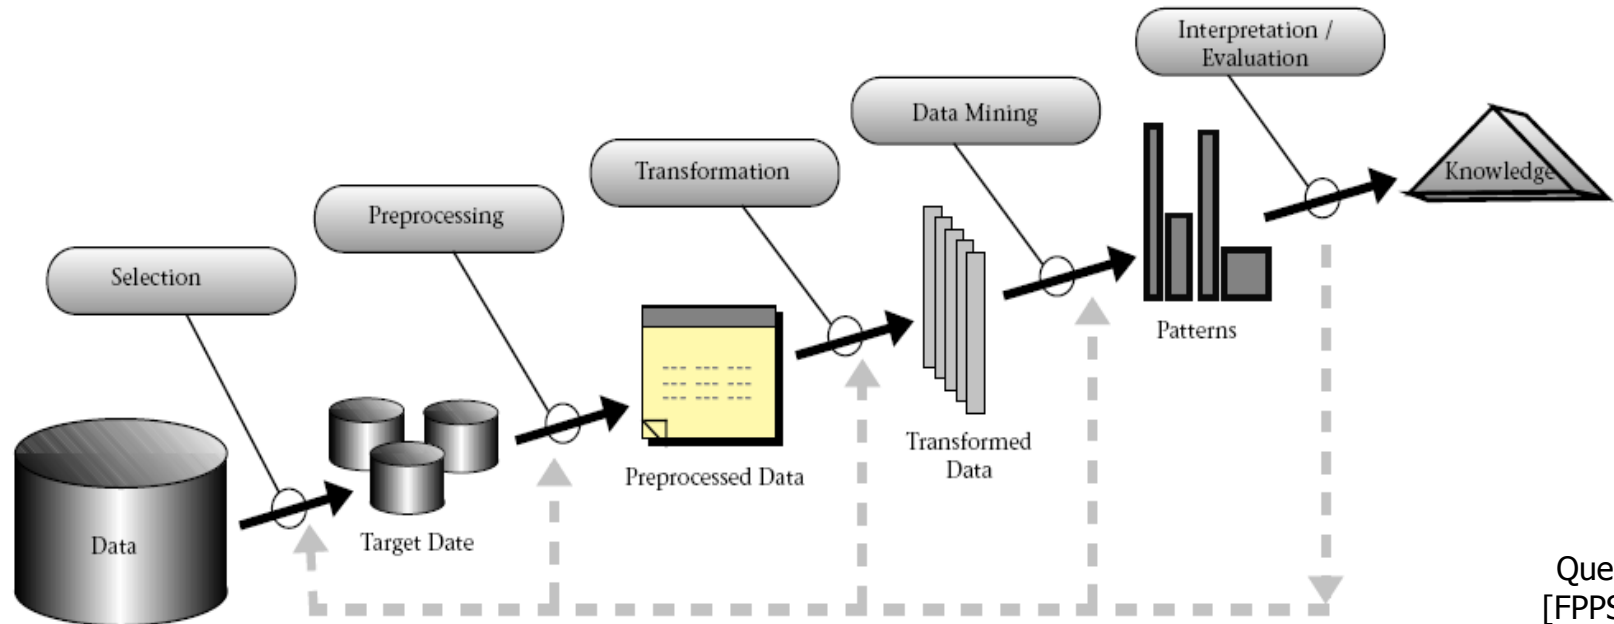 Interpretation /
Evaluation
Data Mining
Knowledge
Transformation
Preprocessing
Patterns
Selection
Transformed
Data
Preprocessed Data
Target Date
Data